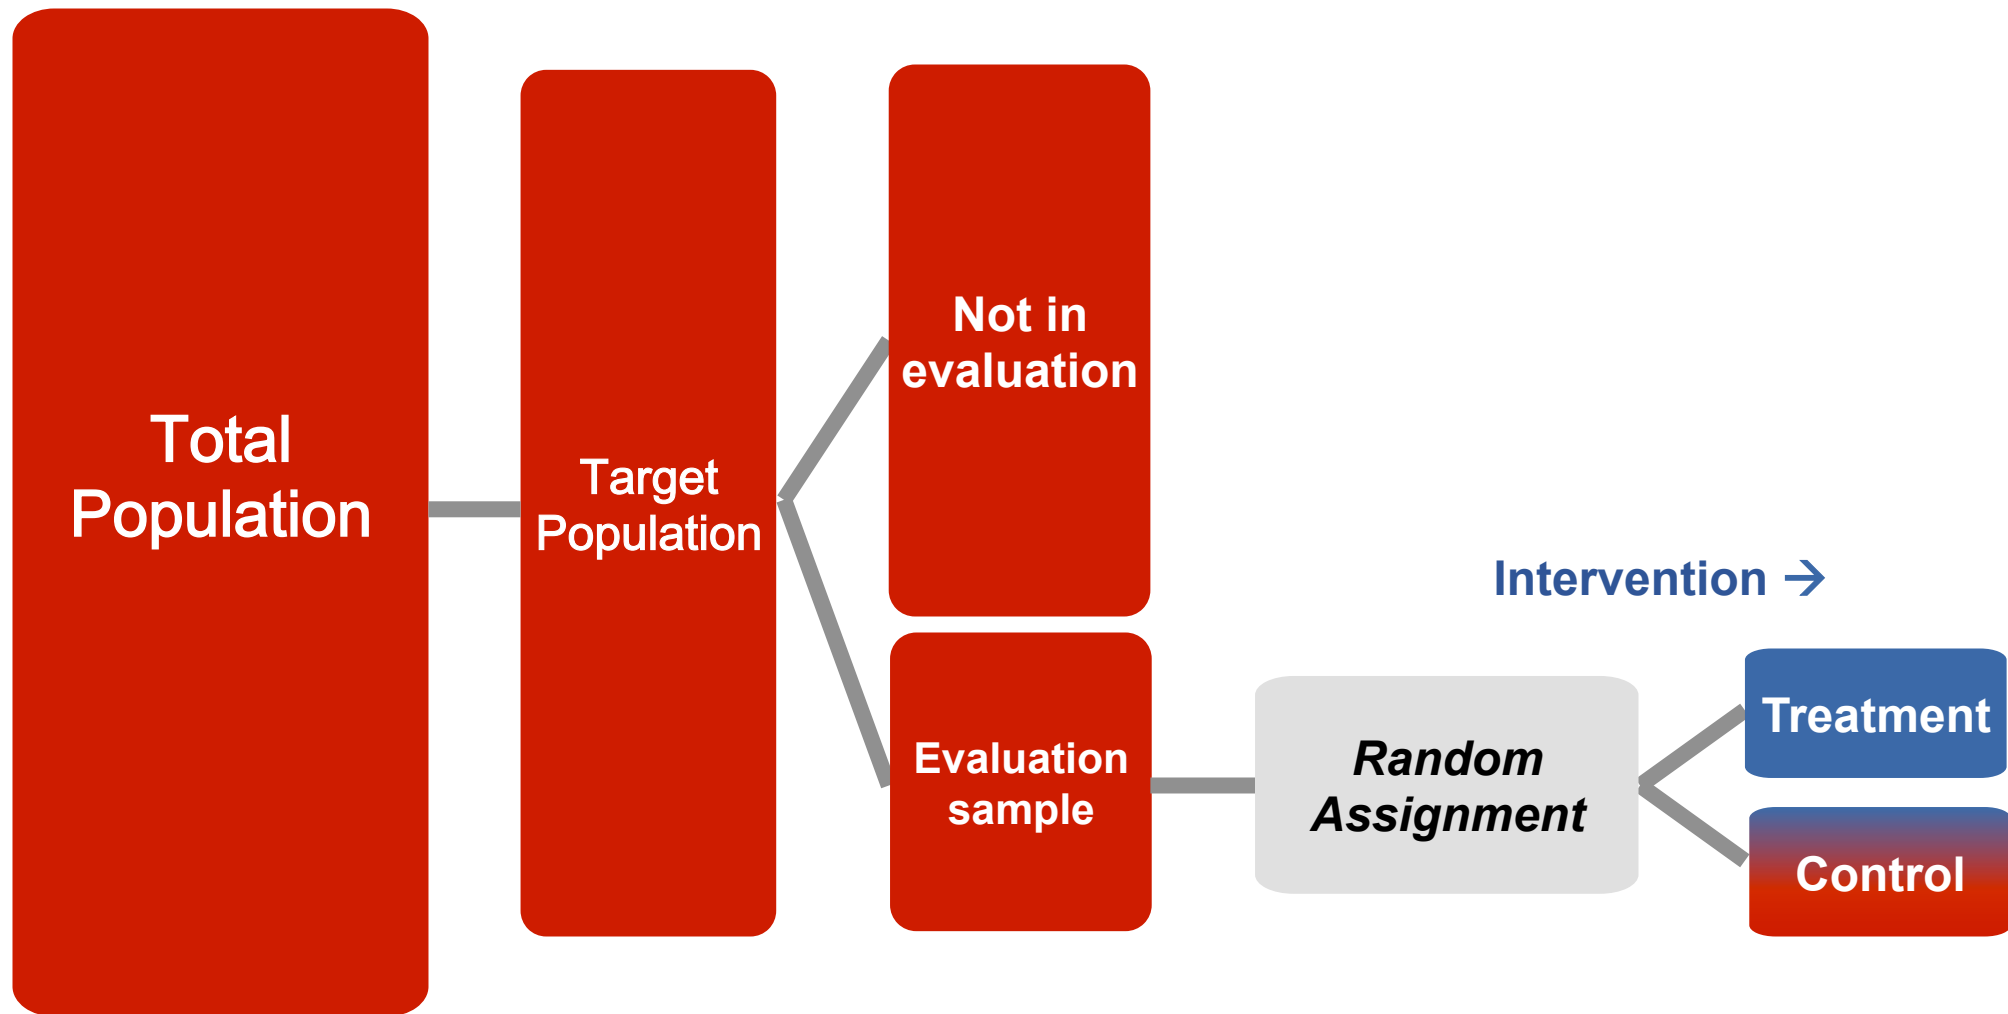 Total
Population
Target
Population
Not in
evaluation
Evaluation
sample
Random
Assignment
Intervention →
Treatment
Control